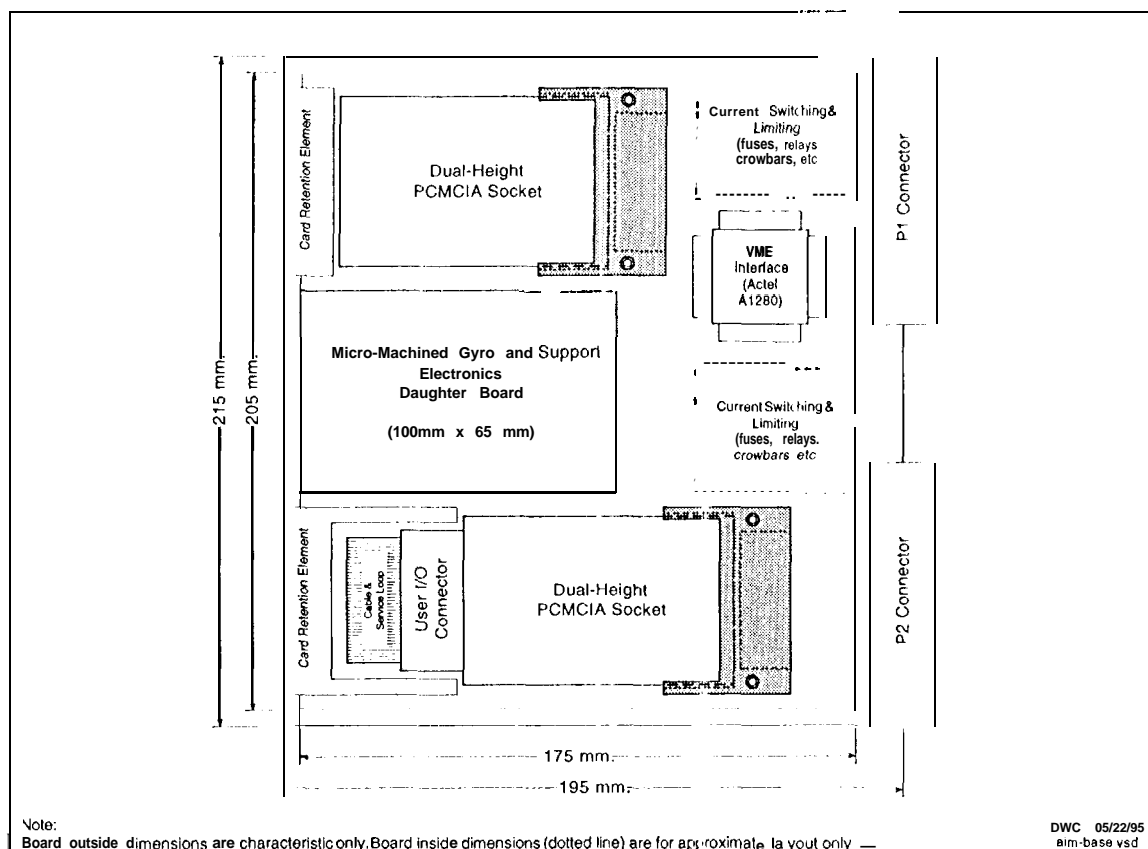 Card Retention Element
Dual-Height
PCMCIA Socket
Current Switching &
Limiting
(fuses, relays
crowbars, etc
P1 Connector
VME
Interface
(Actel
A1280)
215 mm.
205 mm.
Micro-Machined Gyro and Support
Electronics
Daughter Board
(100mm x 65 mm)
Current Switching &
Limiting
(fuses, relays.
crowbars etc
Card Retention Element
Cable &
Service Loop
User I/O
Connector
Dual-Height
PCMCIA Socket
P2 Connector
175 mm.
195 mm.
Note:
Board outside dimensions are characteristic only. Board inside dimensions (dotted line) are for approximate layout only
DWC 05/22/95
aim-base vsd